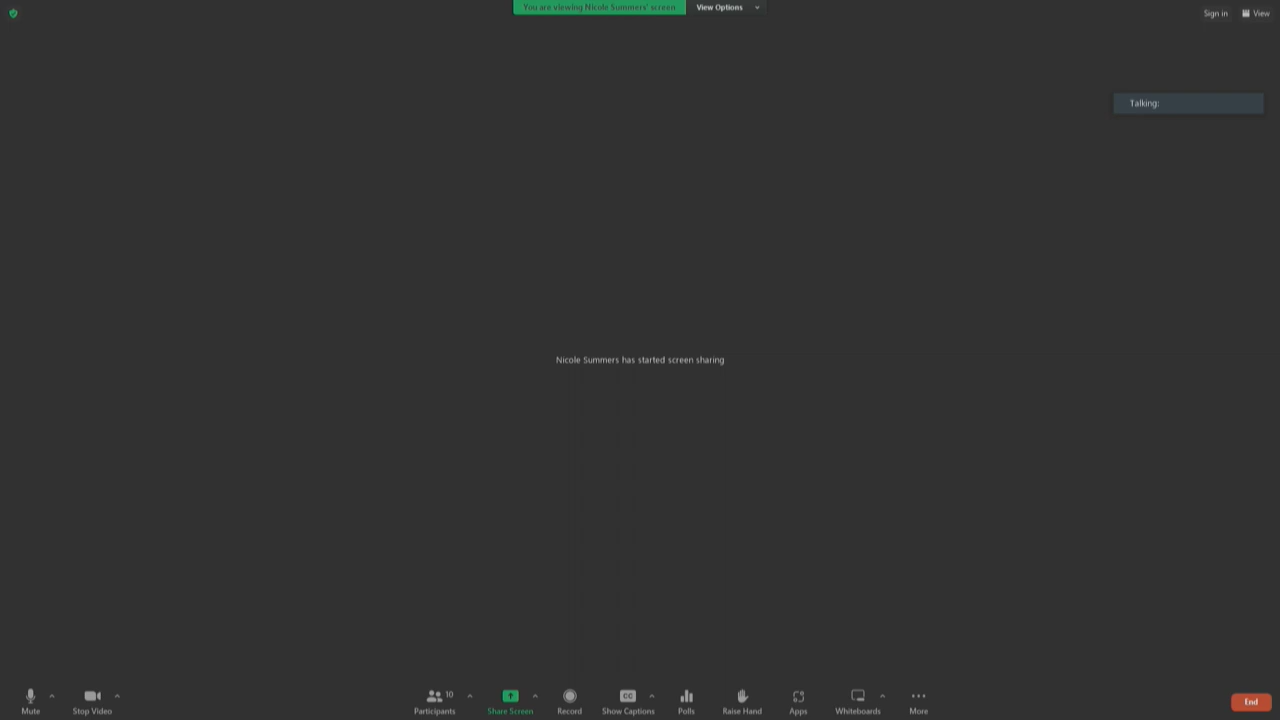 You are viewing Nicole Summers' screen
View Options
Sign in
View
Talking:
Nicole Summers has started screen sharing
Mute
Stop Video
Participants
10
Share Screen
Record
CC
Show Captions
Polls
Raise Hand
Apps
Whiteboards
More
End